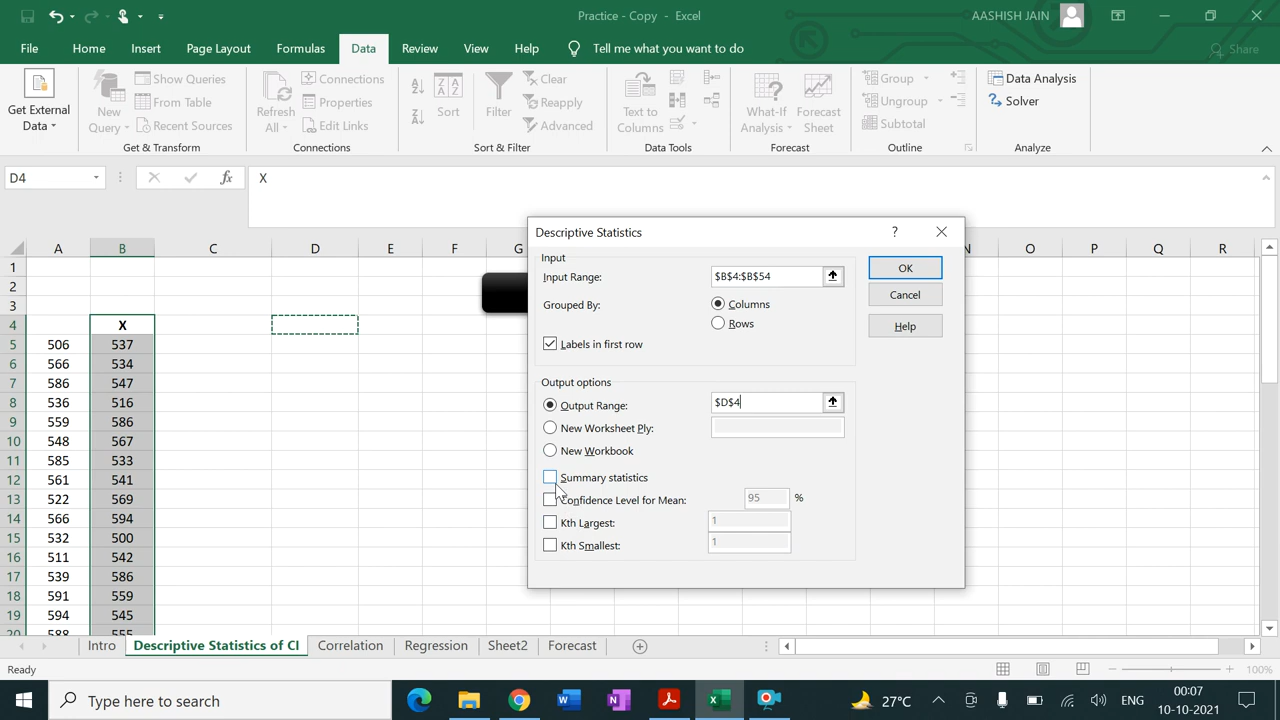 Practice - Copy - Excel
AASHISH JAIN
File Home Insert Page Layout Formulas Data Review View Help Tell me what you want to do Share
Get External Data
New Query
Show Queries
From Table
Recent Sources
Get & Transform
Refresh All
Connections
Properties
Edit Links
Connections
Sort
Filter
Clear
Reapply
Advanced
Sort & Filter
Text to Columns
Data Tools
What-If Analysis
Forecast Sheet
Forecast
Group
Ungroup
Subtotal
Outline
Data Analysis
Solver
Analyze
D4 fx X
A B C D E F G N O P Q R
1
2
3
4 X
5 506 537
6 566 534
7 586 547
8 536 516
9 559 586
10 548 567
11 585 533
12 561 541
13 522 569
14 566 594
15 532 500
16 511 542
17 539 586
18 591 559
19 594 545
20 588 555
Descriptive Statistics ?
Input
Input Range: $B$4:$B$54
Grouped By: Columns
Rows
Labels in first row
OK
Cancel
Help
Output options
Output Range: $D$4
New Worksheet Ply:
New Workbook
Summary statistics
Confidence Level for Mean: 95 %
Kth Largest: 1
Kth Smallest: 1
Intro Descriptive Statistics of CI Correlation Regression Sheet2 Forecast
Ready 100%
Type here to search
27°C ENG
00:07
10-10-2021